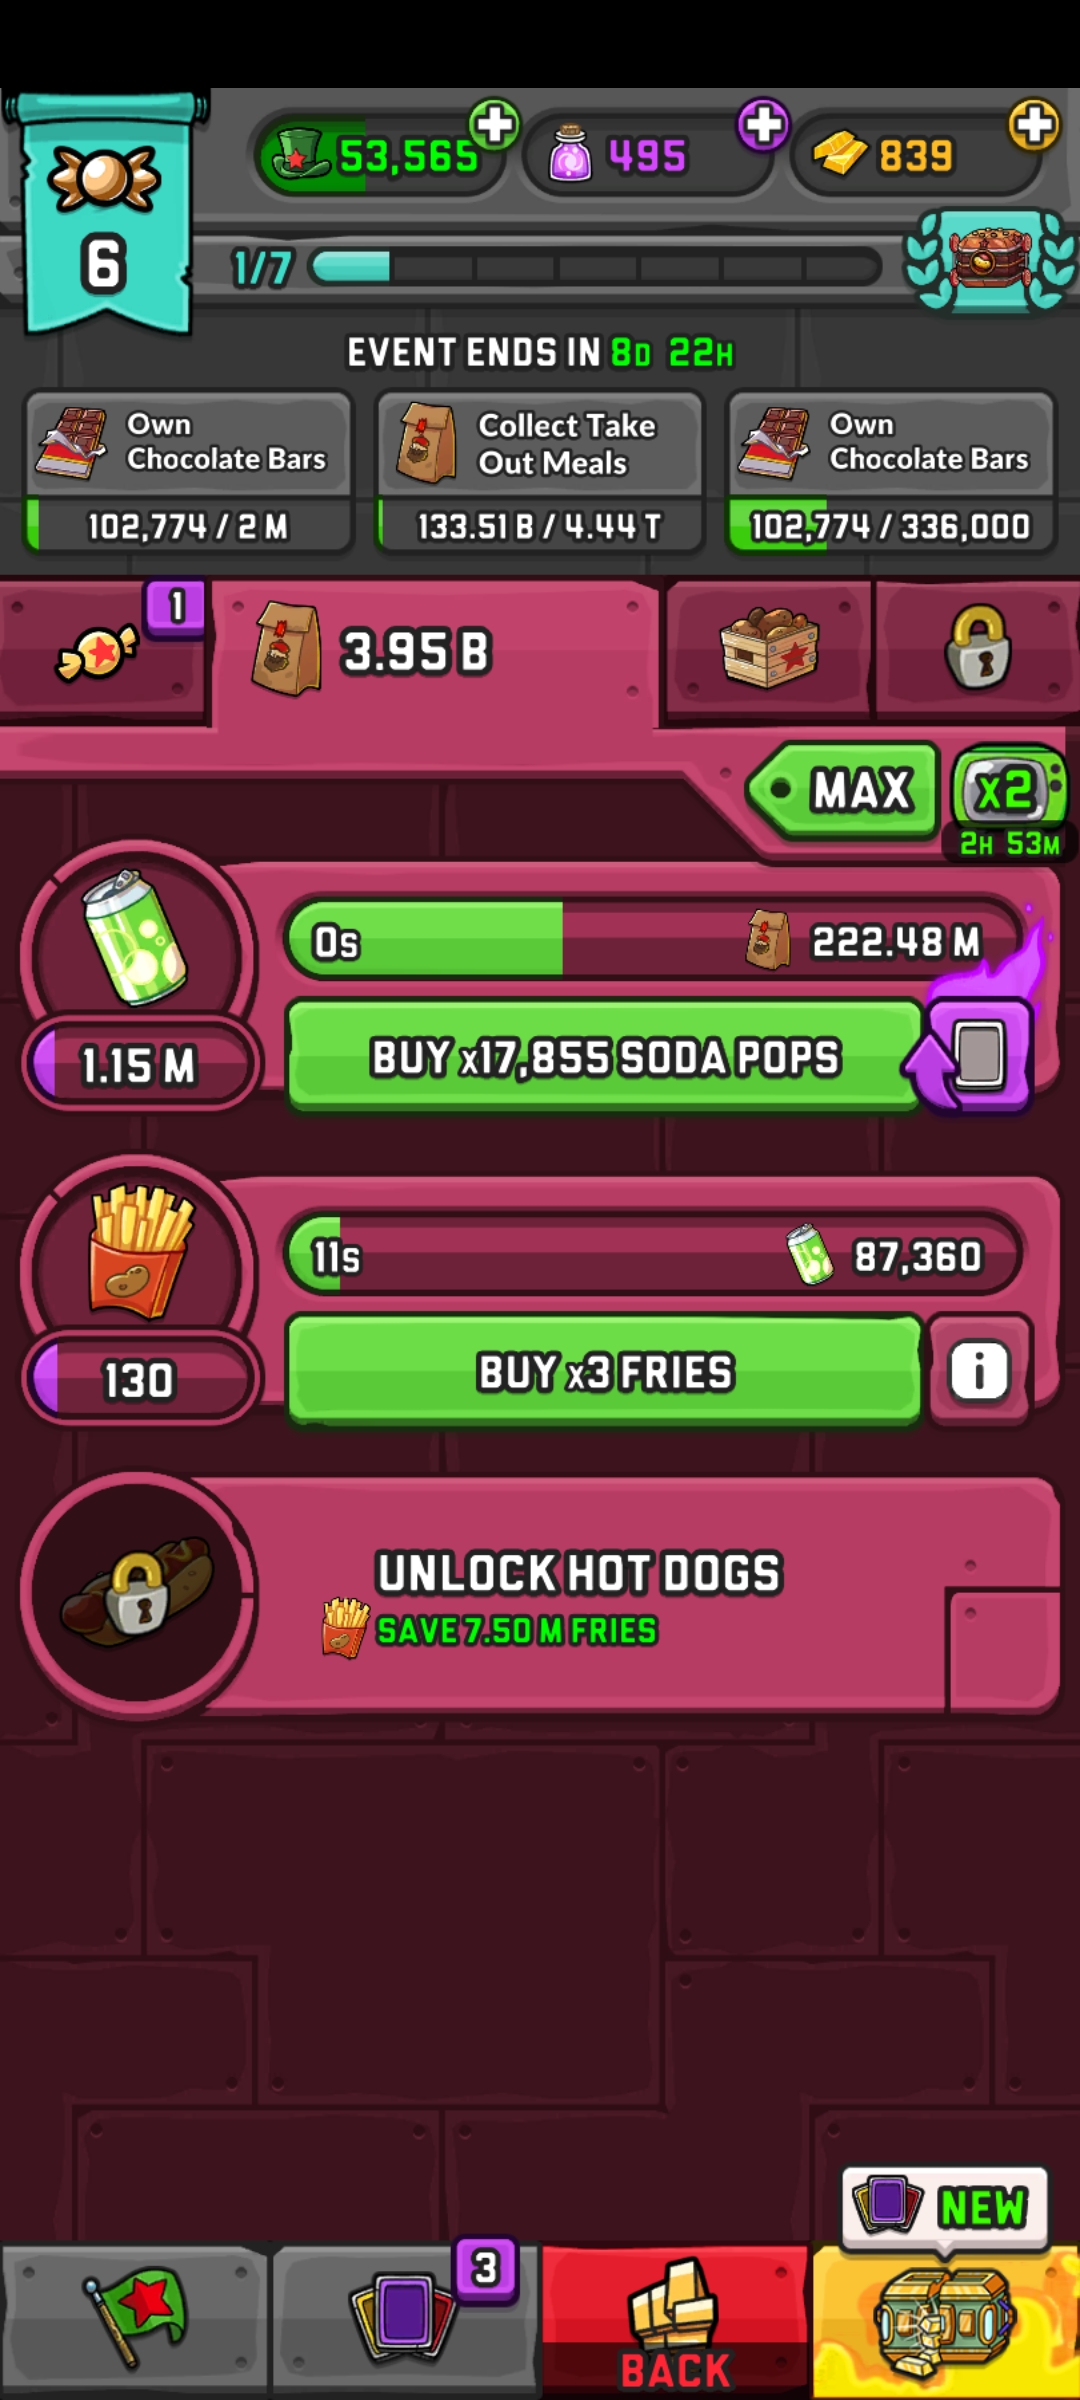 53,565
495
839
6
1/7
EVENT ENDS IN 8D 22H
Own
Chocolate Bars
102,774 / 2 M
Collect Take
Out Meals
133.51 B / 4.44 T
Own
Chocolate Bars
102,774 / 336,000
1
3.95 B
MAX
x2
2H 53M
0s
222.48 M
1.15 M
BUY x17,855 SODA POPS
11s
87,360
130
BUY x3 FRIES
i
UNLOCK HOT DOGS
SAVE 7.50 M FRIES
NEW
3
BACK